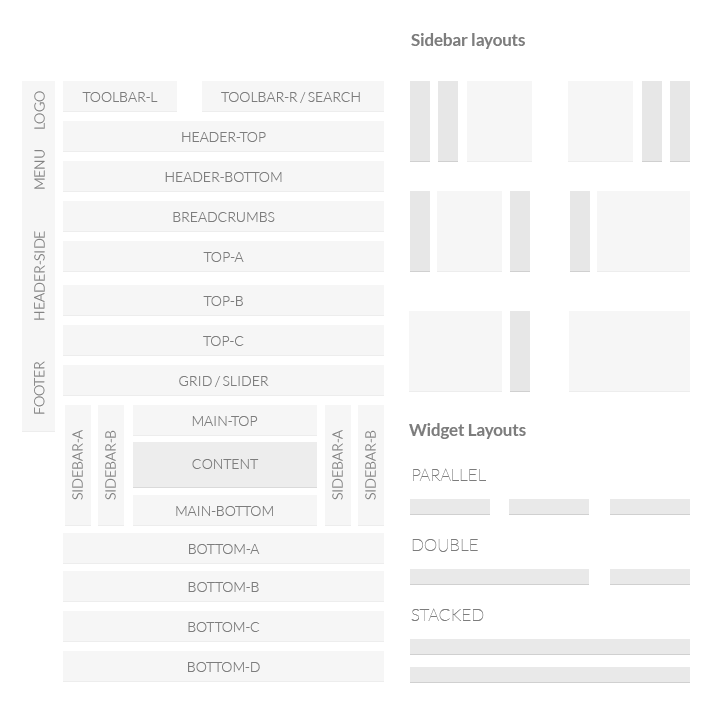 LOGO
MENU
HEADER-SIDE
FOOTER
TOOLBAR-L
TOOLBAR-R / SEARCH
HEADER-TOP
HEADER-BOTTOM
BREADCRUMBS
TOP-A
TOP-B
TOP-C
GRID / SLIDER
SIDEBAR-A
SIDEBAR-B
MAIN-TOP
CONTENT
MAIN-BOTTOM
SIDEBAR-A
SIDEBAR-B
BOTTOM-A
BOTTOM-B
BOTTOM-C
BOTTOM-D
Sidebar layouts
Widget Layouts
PARALLEL
DOUBLE
STACKED